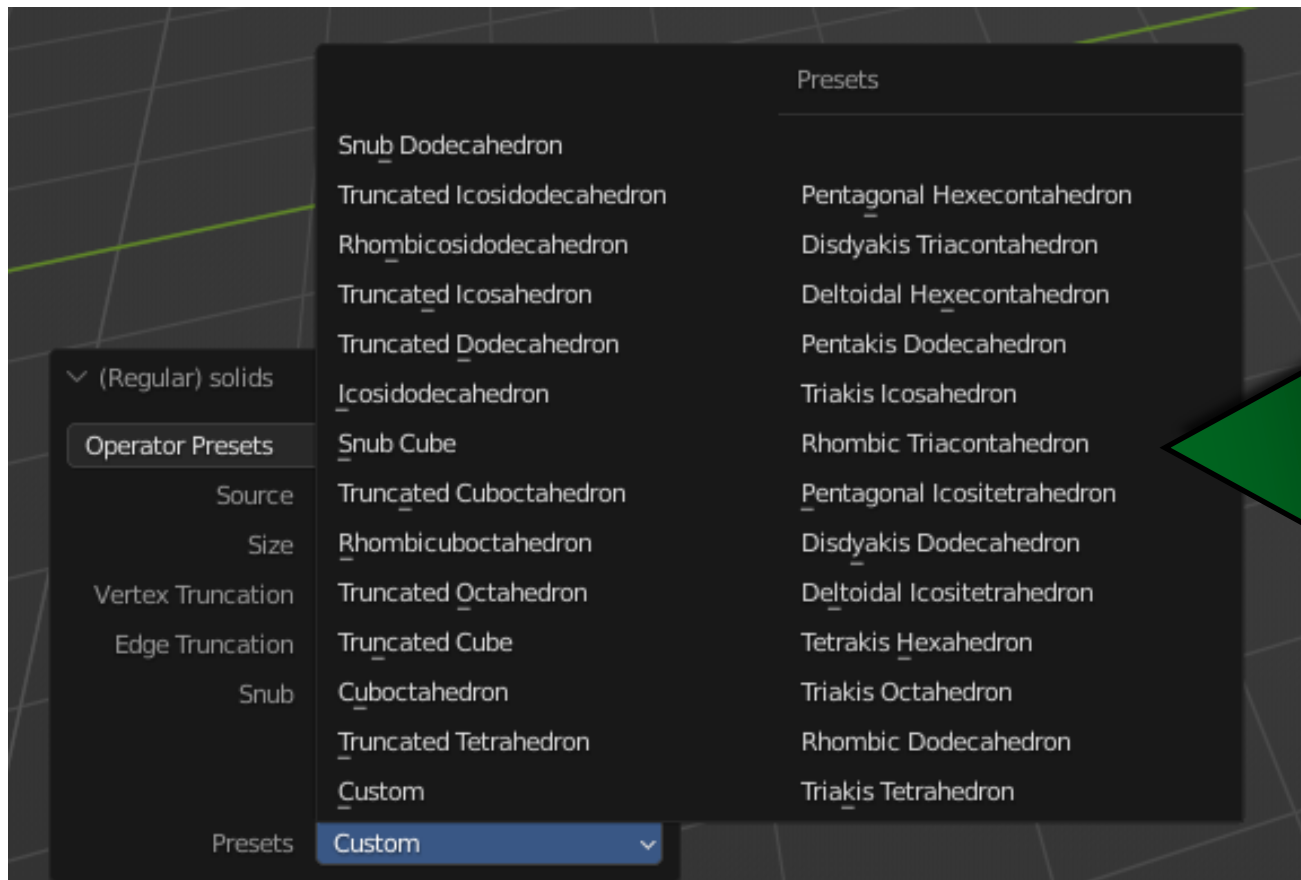 Presets
Snub Dodecahedron
Truncated Icosidodecahedron
Rhombicosidodecahedron
Truncated Icosahedron
Truncated Dodecahedron
Icosidodecahedron
Snub Cube
Truncated Cuboctahedron
Rhombicuboctahedron
Truncated Octahedron
Truncated Cube
Cuboctahedron
Truncated Tetrahedron
Custom
Pentagonal Hexecontahedron
Disdyakis Triacontahedron
Deltoidal Hexecontahedron
Pentakis Dodecahedron
Triakis Icosahedron
Rhombic Triacontahedron
Pentagonal Icositetrahedron
Disdyakis Dodecahedron
Deltoidal Icositetrahedron
Tetrakis Hexahedron
Triakis Octahedron
Rhombic Dodecahedron
Triakis Tetrahedron
(Regular) solids
Operator Presets
Source
Size
Vertex Truncation
Edge Truncation
Snub
Presets
Custom